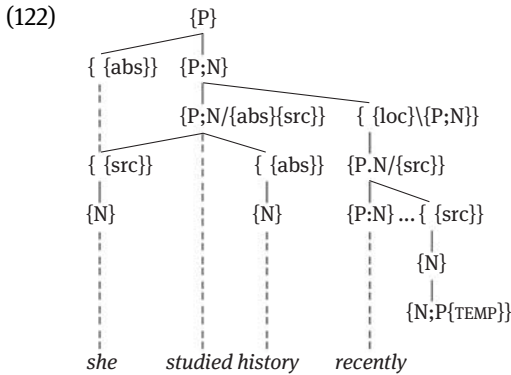 (122) {P}
{ {abs}} {P;N}
{P;N/{abs}{src}} { {loc}\{P;N}}
{ {src}} { {abs}} {P.N/{src}}
{N} {N} {P:N} ... { {src}}
{N}
{N;P{TEMP}}
she studied history recently